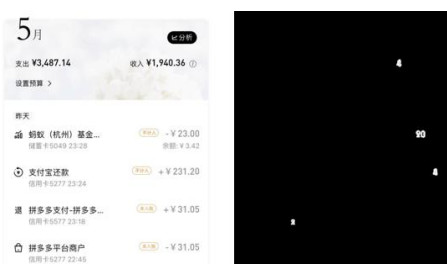 5月
分析
支出 ¥3,487.14
收入 ¥1,940.36
设置预算 >
昨天
蚂蚁（杭州）基金...
- ¥ 23.00
储蓄卡5049 23:28
余额: ¥ 3.42
支付宝还款
+ ¥ 231.20
信用卡5277 23:24
退 拼多多支付-拼多多...
+ ¥ 31.05
信用卡5577 23:18
拼多多平台商户
- ¥ 31.05
信用卡5277 22:45
4
90
2